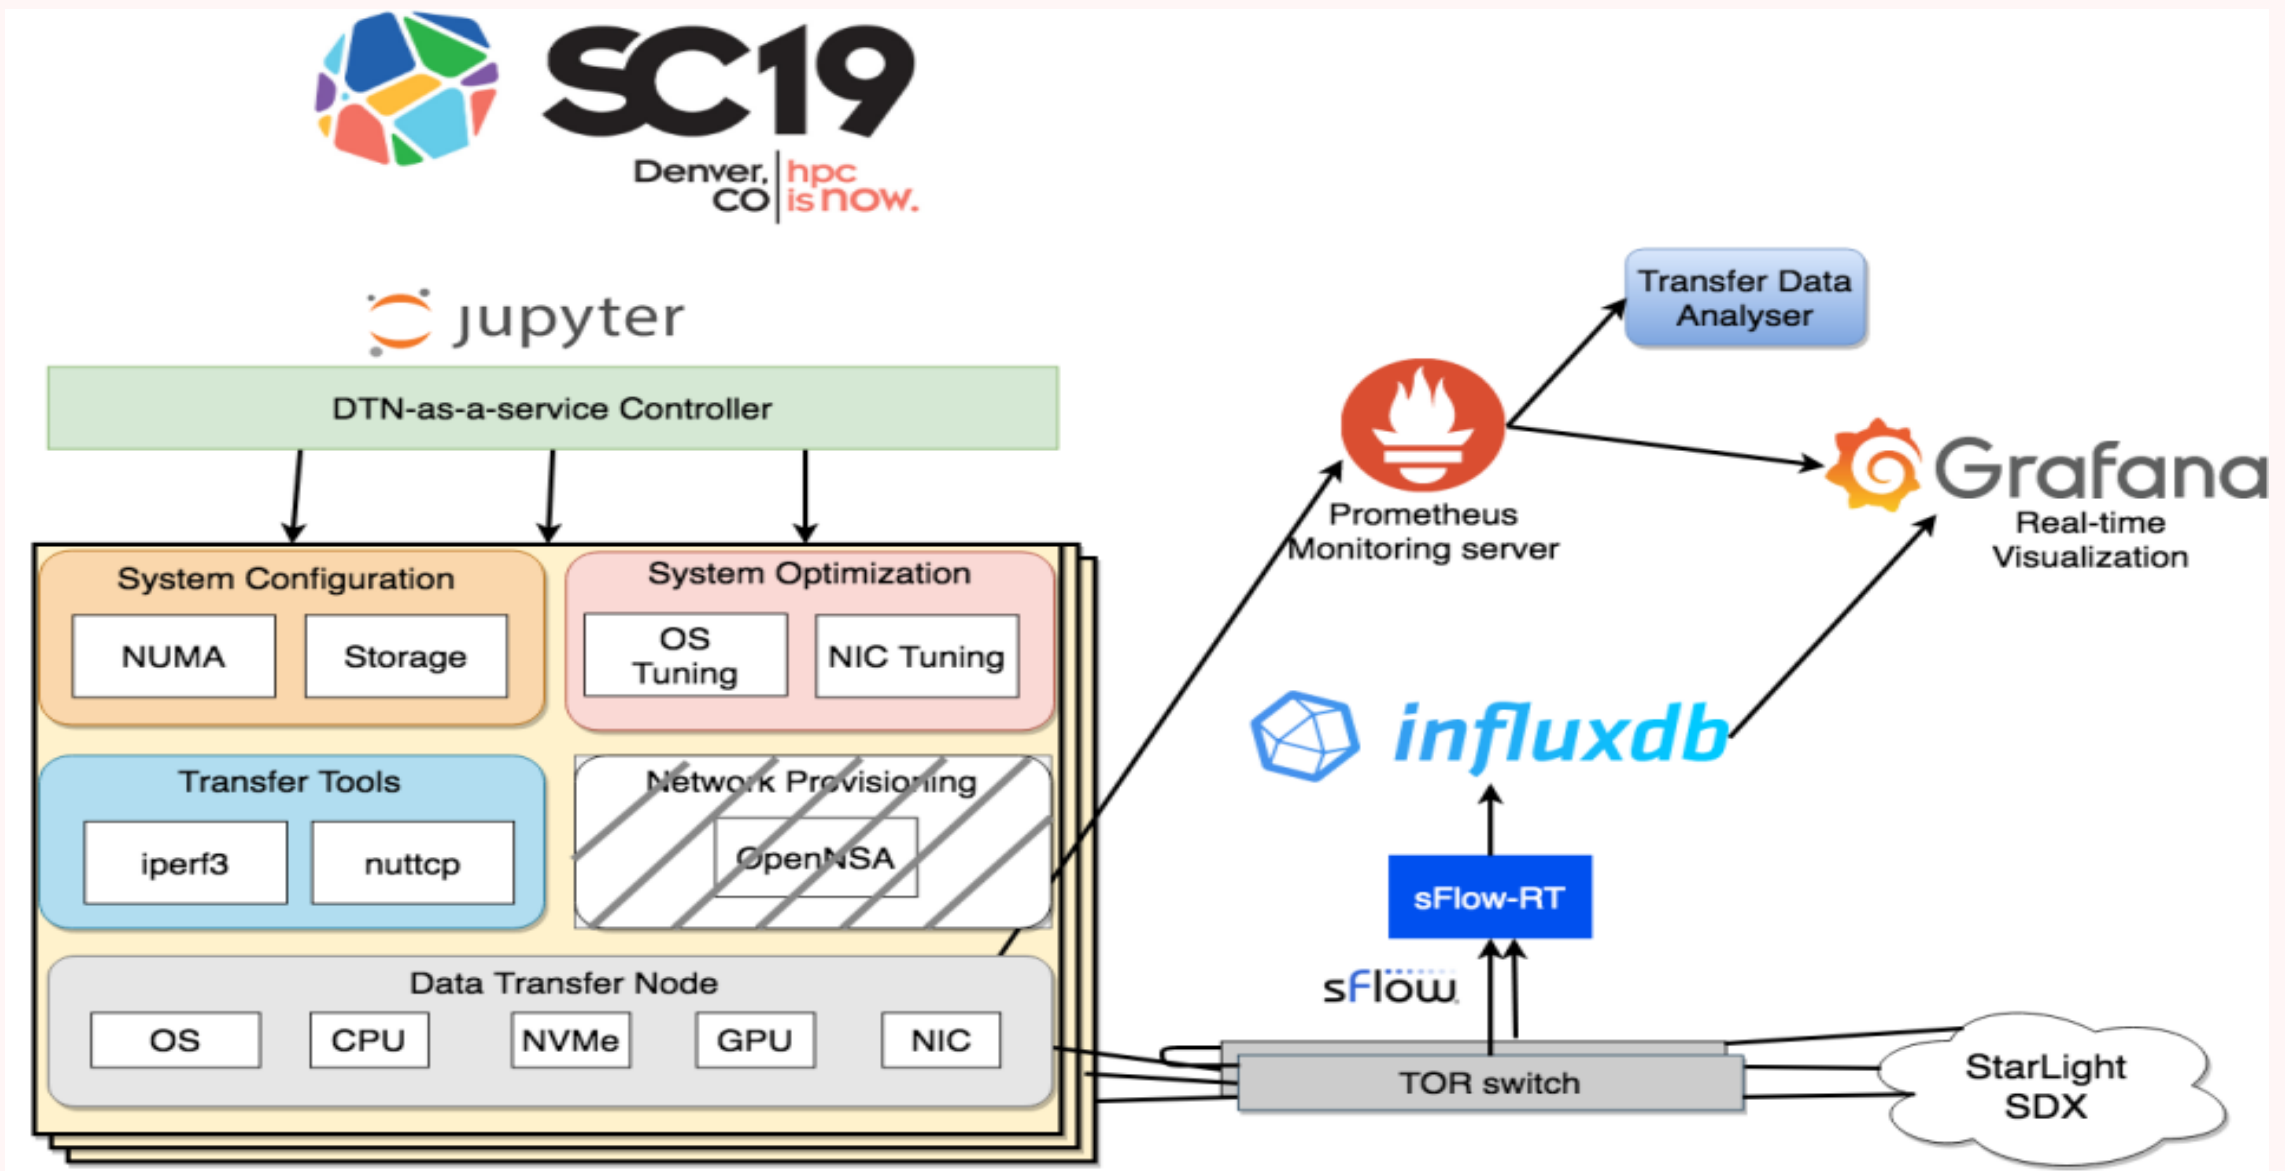 SC19
Denver,
CO
hpc
is now.
jupyter
DTN-as-a-service Controller
System Configuration
NUMA
Storage
System Optimization
OS
Tuning
NIC Tuning
Transfer Tools
iperf3
nuttcp
Network Provisioning
OpenNSA
Data Transfer Node
OS
CPU
NVMe
GPU
NIC
Transfer Data
Analyser
Prometheus
Monitoring server
Grafana
Real-time
Visualization
influxdb
sFlow-RT
sFlow
TOR switch
StarLight
SDX